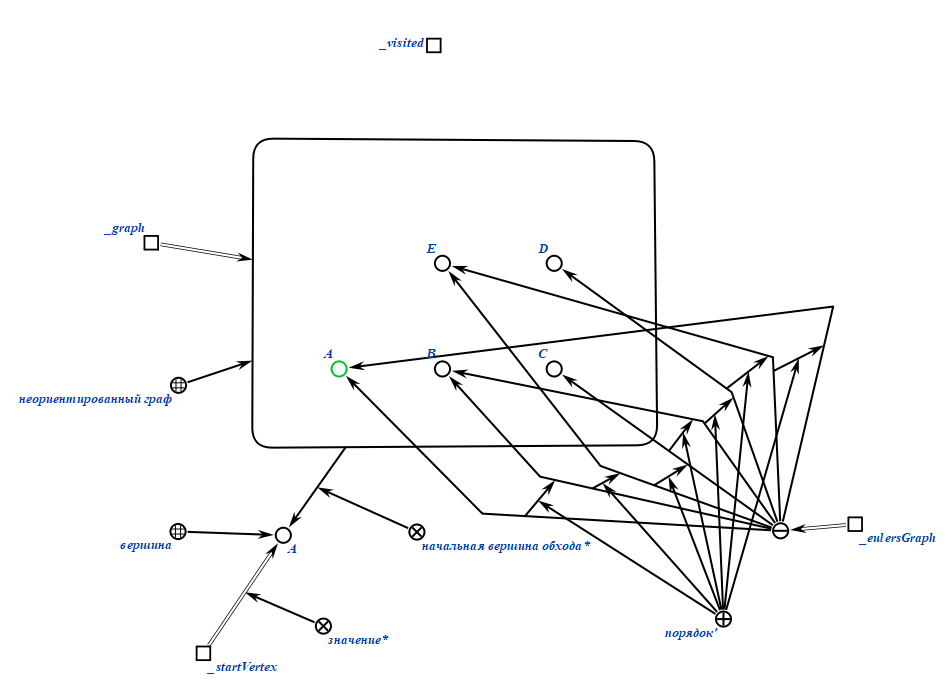 _visited
_graph
E
D
A
B
C
неориентированный граф
_eulersGraph
вершина
A
начальная вершина обхода*
порядок'
значение*
_startVertex